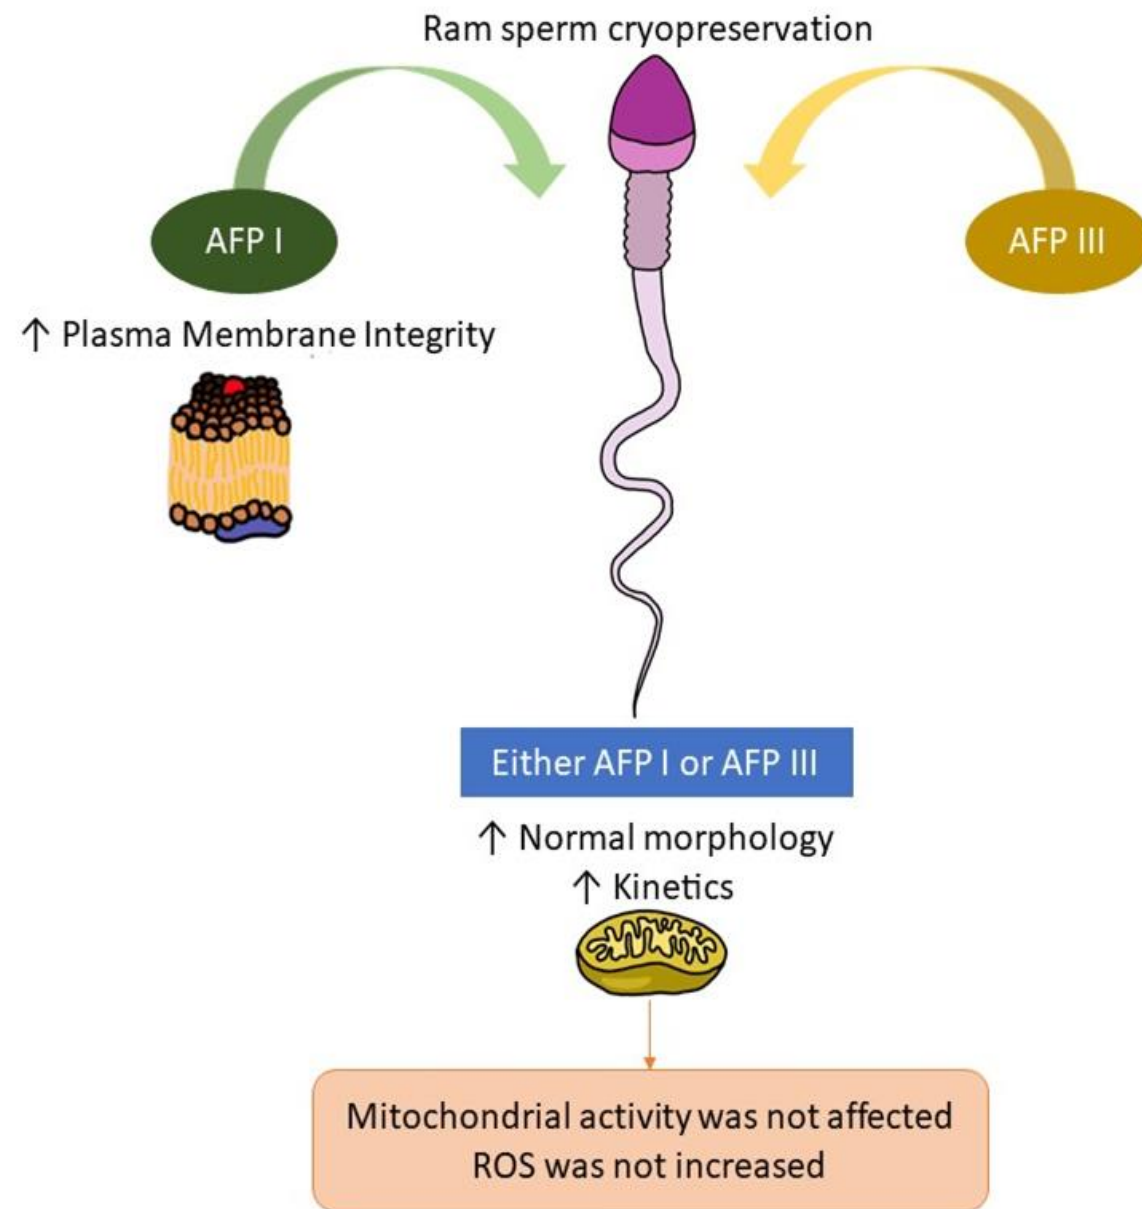 Ram sperm cryopreservation
AFP I
AFP III
↑ Plasma Membrane Integrity
Either AFP I or AFP III
↑ Normal morphology
↑ Kinetics
Mitochondrial activity was not affected
ROS was not increased